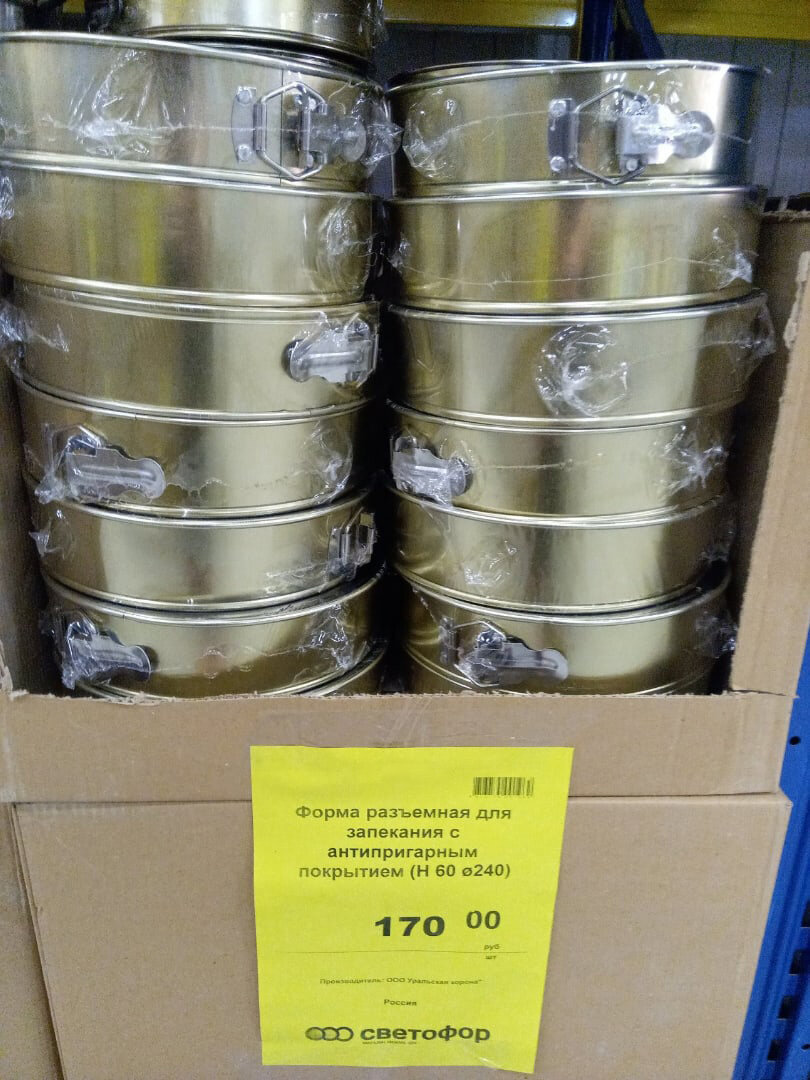 Форма разъемная для
запекания с
антипригарным
покрытием (H 60 ø240)
170 00
руб
шт
Производитель: ООО Уральская корона"
Россия
светофор